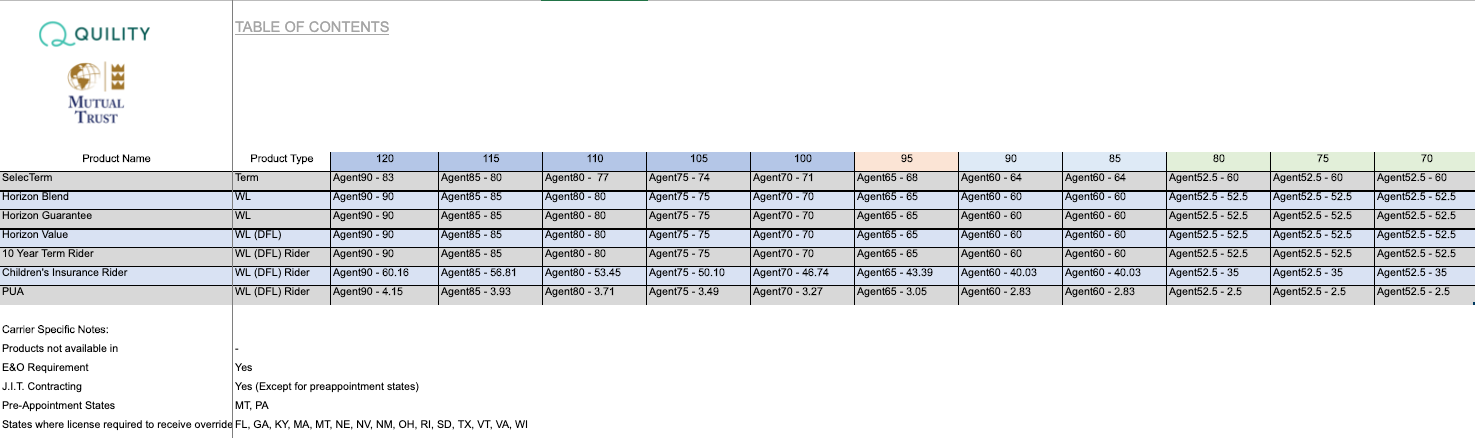 QUILITY
TABLE OF CONTENTS
MUTUAL
TRUST
Product Name Product Type 120 115 110 105 100 95 90 85 80 75 70
SelecTerm Term Agent90 - 83 Agent85 - 80 Agent80 - 77 Agent75 - 74 Agent70 - 71 Agent65 - 68 Agent60 - 64 Agent60 - 64 Agent52.5 - 60 Agent52.5 - 60 Agent52.5 - 60
Horizon Blend WL Agent90 - 90 Agent85 - 85 Agent80 - 80 Agent75 - 75 Agent70 - 70 Agent65 - 65 Agent60 - 60 Agent60 - 60 Agent52.5 - 52.5 Agent52.5 - 52.5 Agent52.5 - 52.5
Horizon Guarantee WL Agent90 - 90 Agent85 - 85 Agent80 - 80 Agent75 - 75 Agent70 - 70 Agent65 - 65 Agent60 - 60 Agent60 - 60 Agent52.5 - 52.5 Agent52.5 - 52.5 Agent52.5 - 52.5
Horizon Value WL (DFL) Agent90 - 90 Agent85 - 85 Agent80 - 80 Agent75 - 75 Agent70 - 70 Agent65 - 65 Agent60 - 60 Agent60 - 60 Agent52.5 - 52.5 Agent52.5 - 52.5 Agent52.5 - 52.5
10 Year Term Rider WL (DFL) Rider Agent90 - 90 Agent85 - 85 Agent80 - 80 Agent75 - 75 Agent70 - 70 Agent65 - 65 Agent60 - 60 Agent60 - 60 Agent52.5 - 52.5 Agent52.5 - 52.5 Agent52.5 - 52.5
Children's Insurance Rider WL (DFL) Rider Agent90 - 60.16 Agent85 - 56.81 Agent80 - 53.45 Agent75 - 50.10 Agent70 - 46.74 Agent65 - 43.39 Agent60 - 40.03 Agent60 - 40.03 Agent52.5 - 35 Agent52.5 - 35 Agent52.5 - 35
PUA WL (DFL) Rider Agent90 - 4.15 Agent85 - 3.93 Agent80 - 3.71 Agent75 - 3.49 Agent70 - 3.27 Agent65 - 3.05 Agent60 - 2.83 Agent60 - 2.83 Agent52.5 - 2.5 Agent52.5 - 2.5 Agent52.5 - 2.5
Carrier Specific Notes:
Products not available in -
E&O Requirement Yes
J.I.T. Contracting Yes (Except for preappointment states)
Pre-Appointment States MT, PA
States where license required to receive override FL, GA, KY, MA, MT, NE, NV, NM, OH, RI, SD, TX, VT, VA, WI